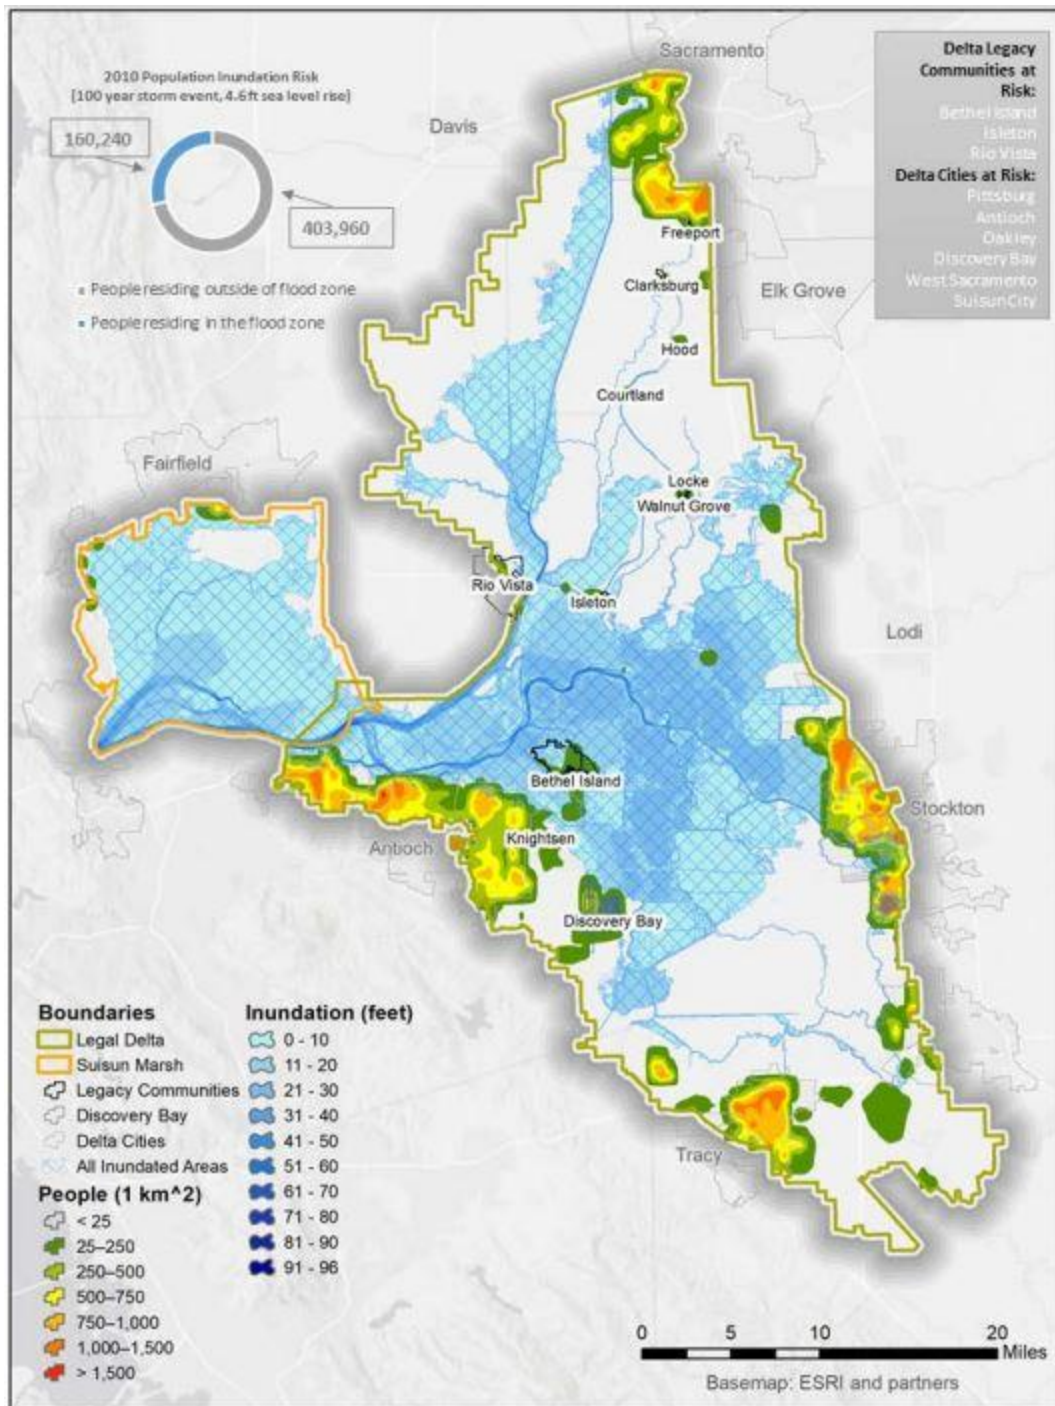 2010 Population Inundation Risk
(100 year storm event, 4.6ft sea level rise)
160,240
403,960
People residing outside of flood zone
People residing in the flood zone
Delta Legacy
Communities at
Risk:
Bethel Island
Isleton
Rio Vista
Delta Cities at Risk:
Pittsburg
Antioch
Oakley
Discovery Bay
West Sacramento
Suisun City
Sacramento
Davis
Freeport
Clarksburg
Elk Grove
Hood
Courtland
Fairfield
Locke
Walnut Grove
Rio Vista
Isleton
Lodi
Bethel Island
Stockton
Knightsen
Antioch
Discovery Bay
Tracy
Boundaries
Legal Delta
Suisun Marsh
Legacy Communities
Discovery Bay
Delta Cities
All Inundated Areas
People (1 km^2)
< 25
25–250
250–500
500–750
750–1,000
1,000–1,500
> 1,500
Inundation (feet)
0 - 10
11 - 20
21 - 30
31 - 40
41 - 50
51 - 60
61 - 70
71 - 80
81 - 90
91 - 96
0 5 10 20
Miles
Basemap: ESRI and partners